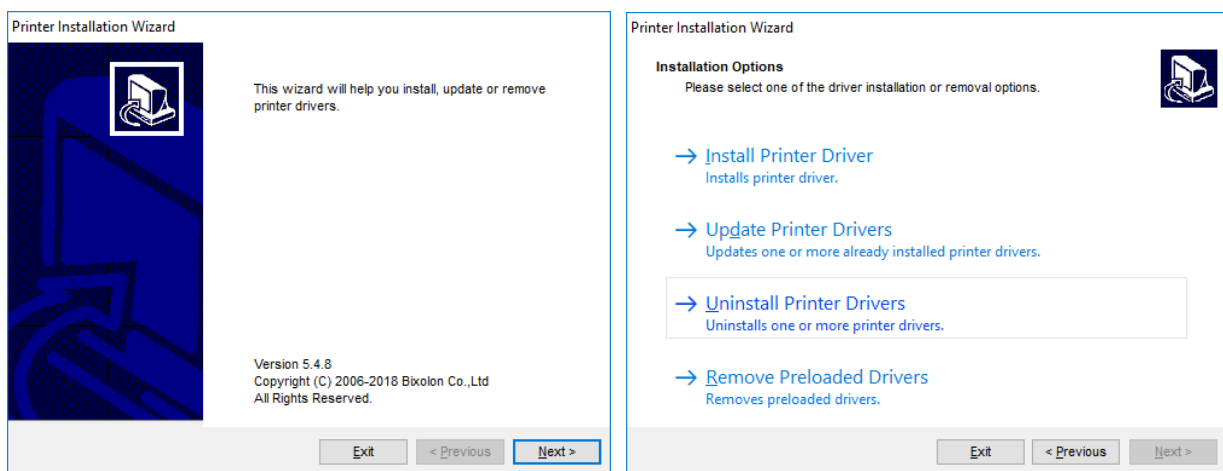 Printer Installation Wizard
This wizard will help you install, update or remove
printer drivers.
Version 5.4.8
Copyright (C) 2006-2018 Bixolon Co.,Ltd
All Rights Reserved.
Exit
< Previous
Next >
Printer Installation Wizard
Installation Options
Please select one of the driver installation or removal options.
Install Printer Driver
Installs printer driver.
Update Printer Drivers
Updates one or more already installed printer drivers.
Uninstall Printer Drivers
Uninstalls one or more printer drivers.
Remove Preloaded Drivers
Removes preloaded drivers.
Exit
< Previous
Next >